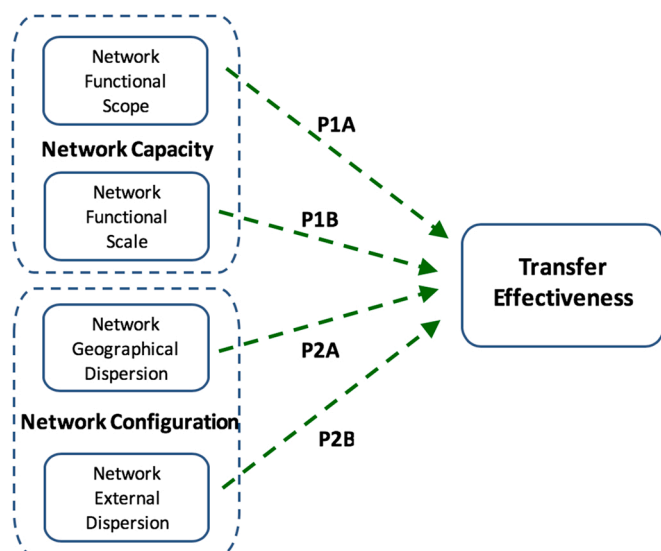 Network
Functional
Scope
P1A
Network Capacity
Network
Functional
Scale
P1B
Transfer
Effectiveness
Network
Geographical
Dispersion
P2A
Network Configuration
P2B
Network
External
Dispersion